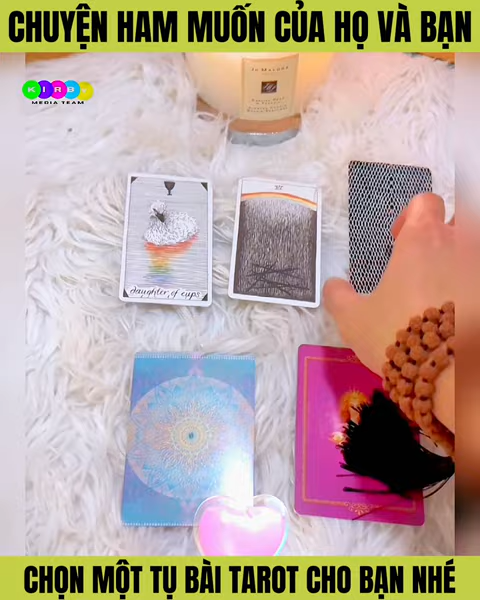 CHUYỆN HAM MUỐN CỦA HỌ VÀ BẠN
KIRBY
MEDIA TEAM
JO MALONE
daughter of cups
CHỌN MỘT TỤ BÀI TAROT CHO BẠN NHÉ